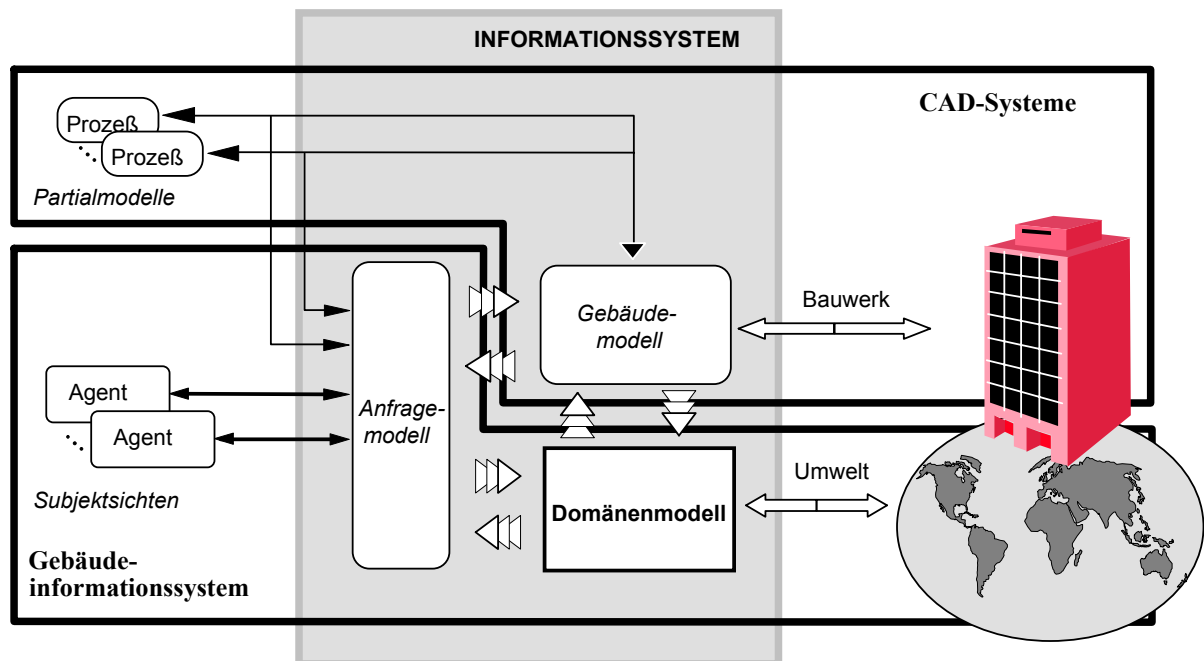 INFORMATIONSSYSTEM
CAD-Systeme
Prozeß
Prozeß
Partialmodelle
Bauwerk
Gebäude-
modell
Agent
Agent
Anfrage-
modell
Umwelt
Subjektsichten
Domänenmodell
Gebäude-
informationssystem